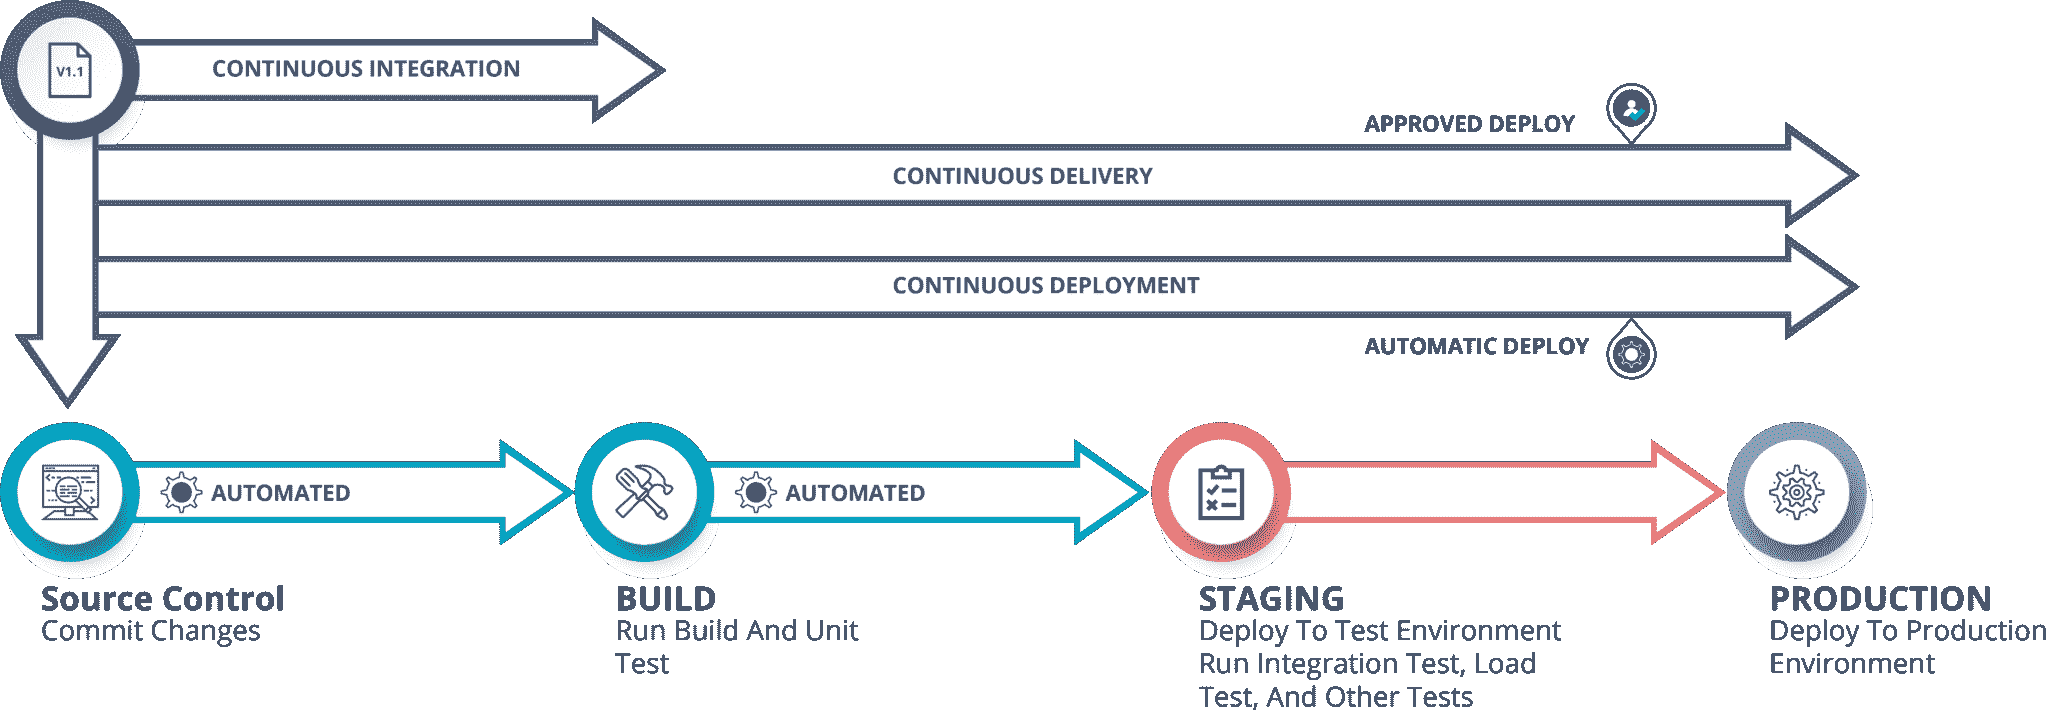 V1.1
CONTINUOUS INTEGRATION
APPROVED DEPLOY
CONTINUOUS DELIVERY
CONTINUOUS DEPLOYMENT
AUTOMATIC DEPLOY
AUTOMATED
AUTOMATED
Source Control
Commit Changes
BUILD
Run Build And Unit
Test
STAGING
Deploy To Test Environment
Run Integration Test, Load
Test, And Other Tests
PRODUCTION
Deploy To Production
Environment